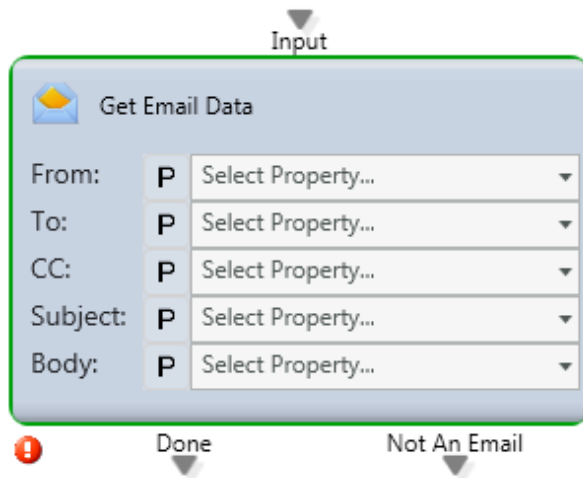 Input
Get Email Data
From: P Select Property...
To: P Select Property...
CC: P Select Property...
Subject: P Select Property...
Body: P Select Property...
Done Not An Email